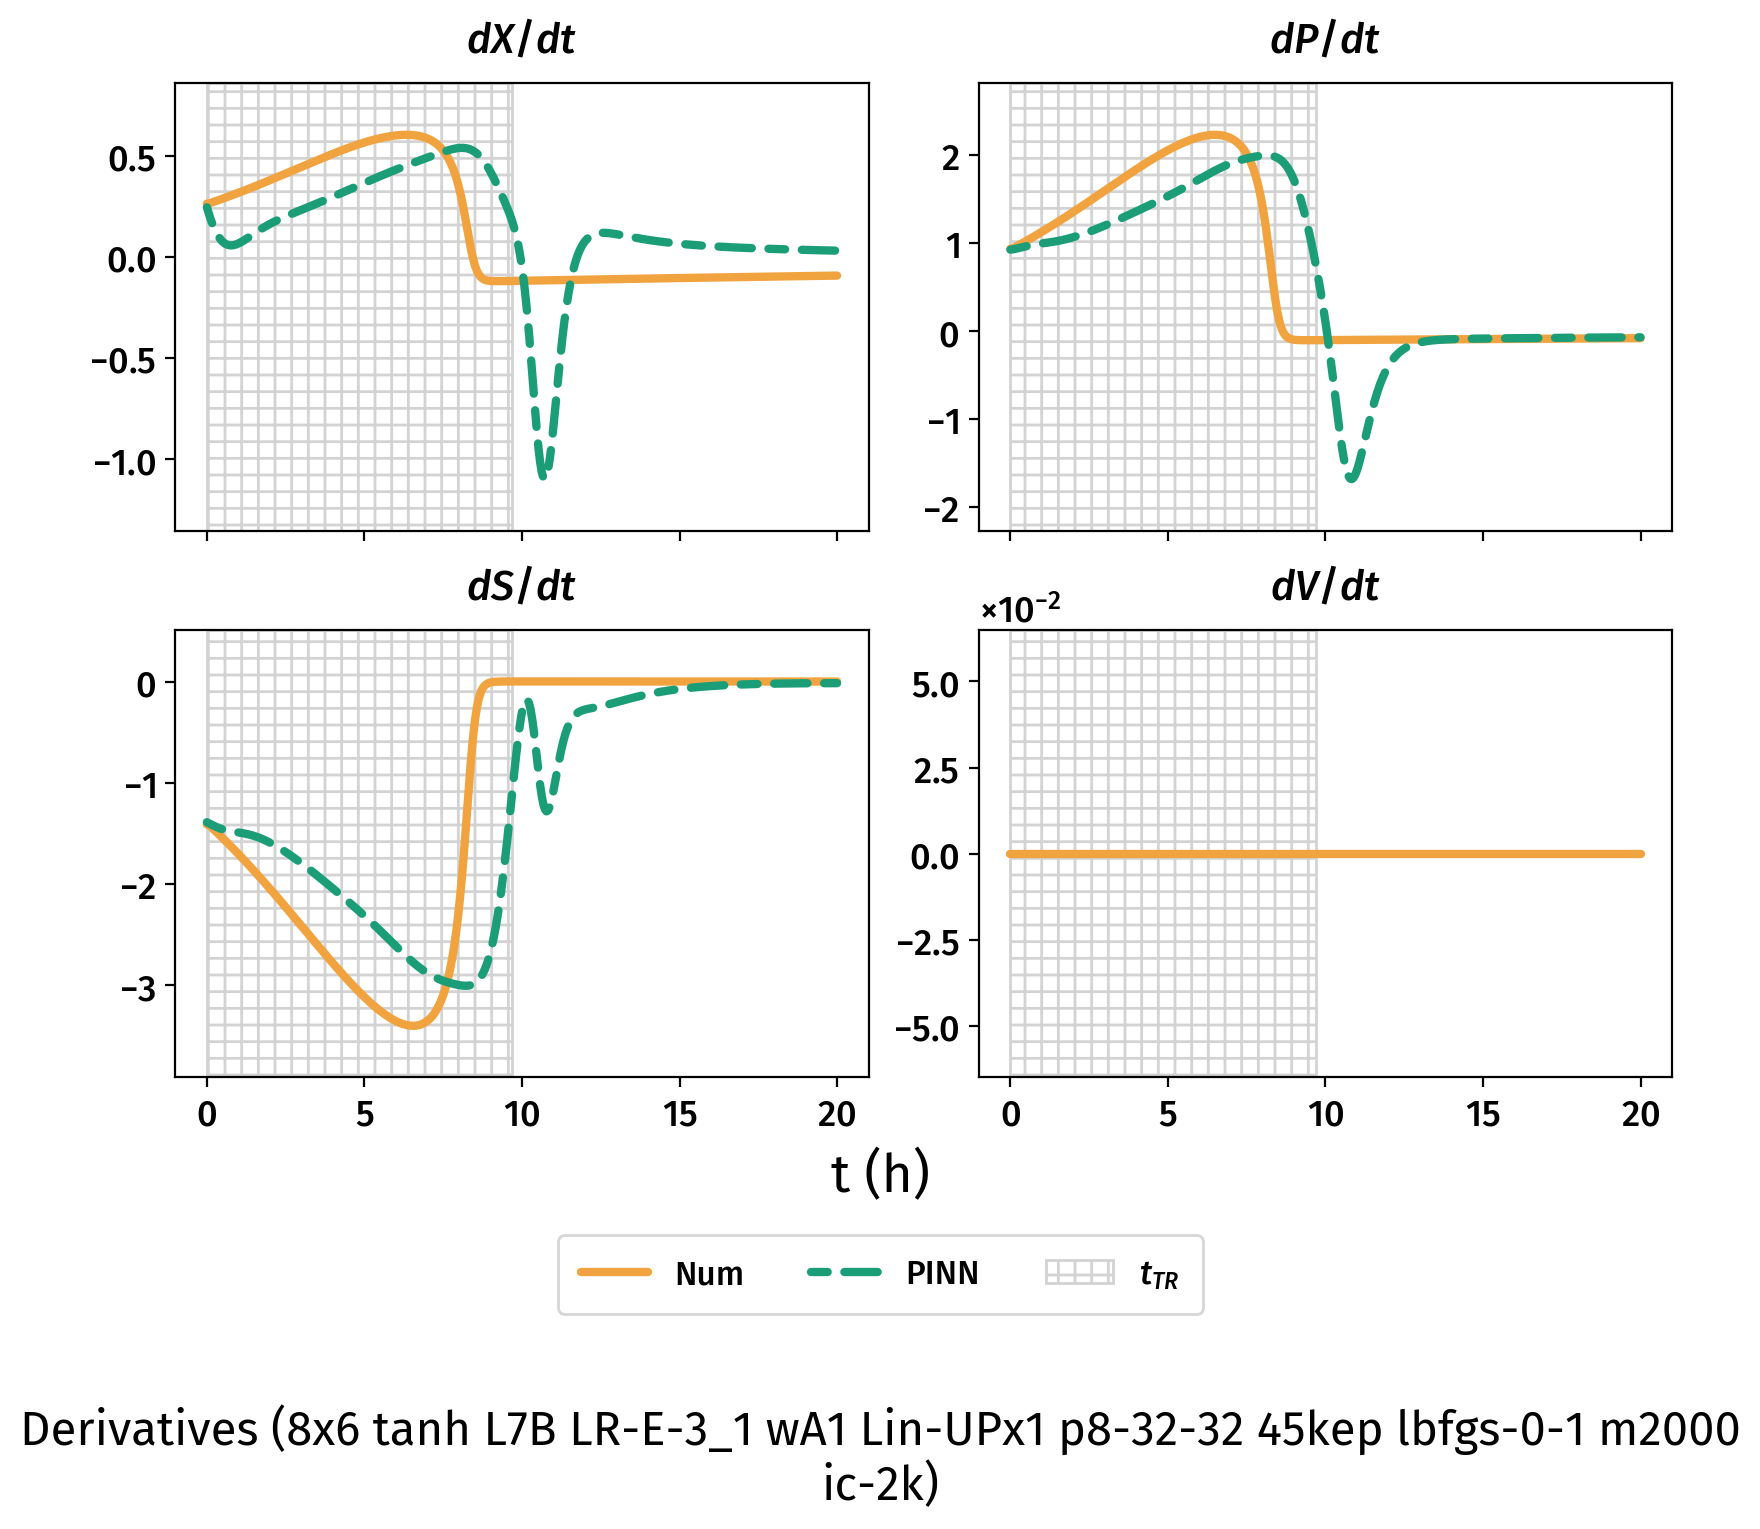 dX/dt
dP/dt
0.5
0.0
−0.5
−1.0
2
1
0
−1
−2
dS/dt
dV/dt
×10⁻²
0
−1
−2
−3
5.0
2.5
0.0
−2.5
−5.0
0 5 10 15 20
0 5 10 15 20
t (h)
Num PINN t_TR
Derivatives (8x6 tanh L7B LR-E-3_1 wA1 Lin-UPx1 p8-32-32 45kep lbfgs-0-1 m2000
ic-2k)